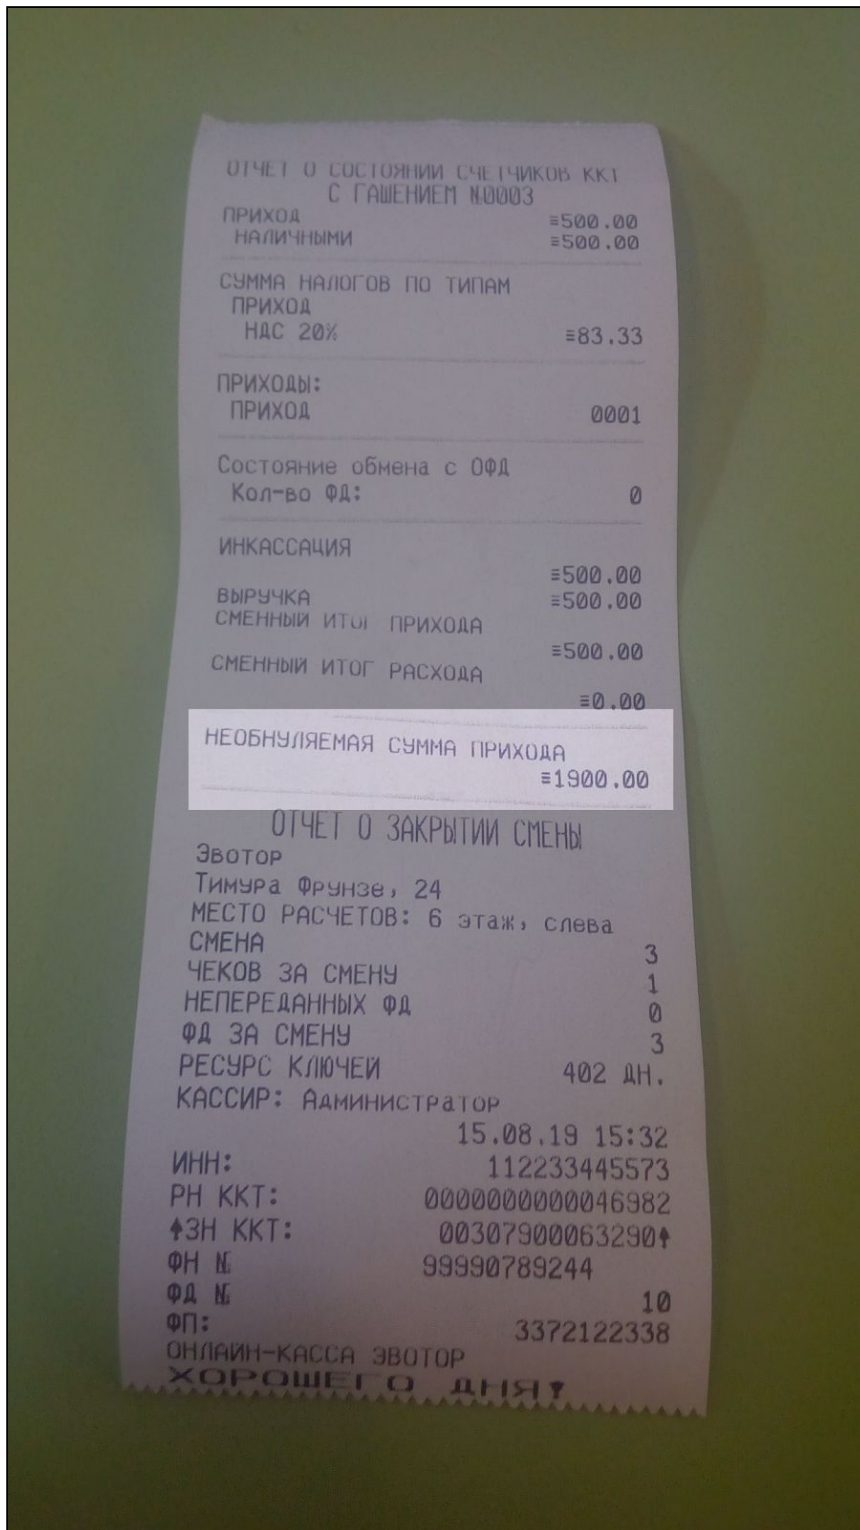 ОТЧЕТ О СОСТОЯНИИ СЧЕТЧИКОВ ККТ
С ГАШЕНИЕМ №0003
ПРИХОД ≡500.00
НАЛИЧНЫМИ ≡500.00
СУММА НАЛОГОВ ПО ТИПАМ
ПРИХОД
НДС 20% ≡83.33
ПРИХОДЫ:
ПРИХОД 0001
Состояние обмена с ОФД
Кол-во ФД: 0
ИНКАССАЦИЯ
≡500.00
ВЫРУЧКА ≡500.00
СМЕННЫЙ ИТОГ ПРИХОДА
≡500.00
СМЕННЫЙ ИТОГ РАСХОДА
≡0.00
НЕОБНУЛЯЕМАЯ СУММА ПРИХОДА
≡1900.00
ОТЧЕТ О ЗАКРЫТИИ СМЕНЫ
Эвотор
Тимура Фрунзе, 24
МЕСТО РАСЧЕТОВ: 6 этаж, слева
СМЕНА 3
ЧЕКОВ ЗА СМЕНУ 1
НЕПЕРЕДАННЫХ ФД 0
ФД ЗА СМЕНУ 3
РЕСУРС КЛЮЧЕЙ 402 ДН.
КАССИР: Администратор
15.08.19 15:32
ИНН: 112233445573
РН ККТ: 0000000000046982
↑ЗН ККТ: 00307900063290↑
ФН № 99990789244
ФД № 10
ФП: 3372122338
ОНЛАЙН-КАССА ЭВОТОР
ХОРОШЕГО ДНЯ!